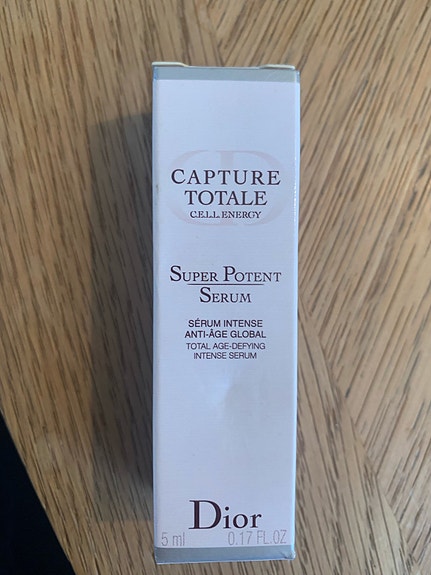 CAPTURE
TOTALE
C.E.L.L. ENERGY
SUPER POTENT
SERUM
SÉRUM INTENSE
ANTI-ÂGE GLOBAL
TOTAL AGE-DEFYING
INTENSE SERUM
Dior
5 ml 0.17 FL.OZ